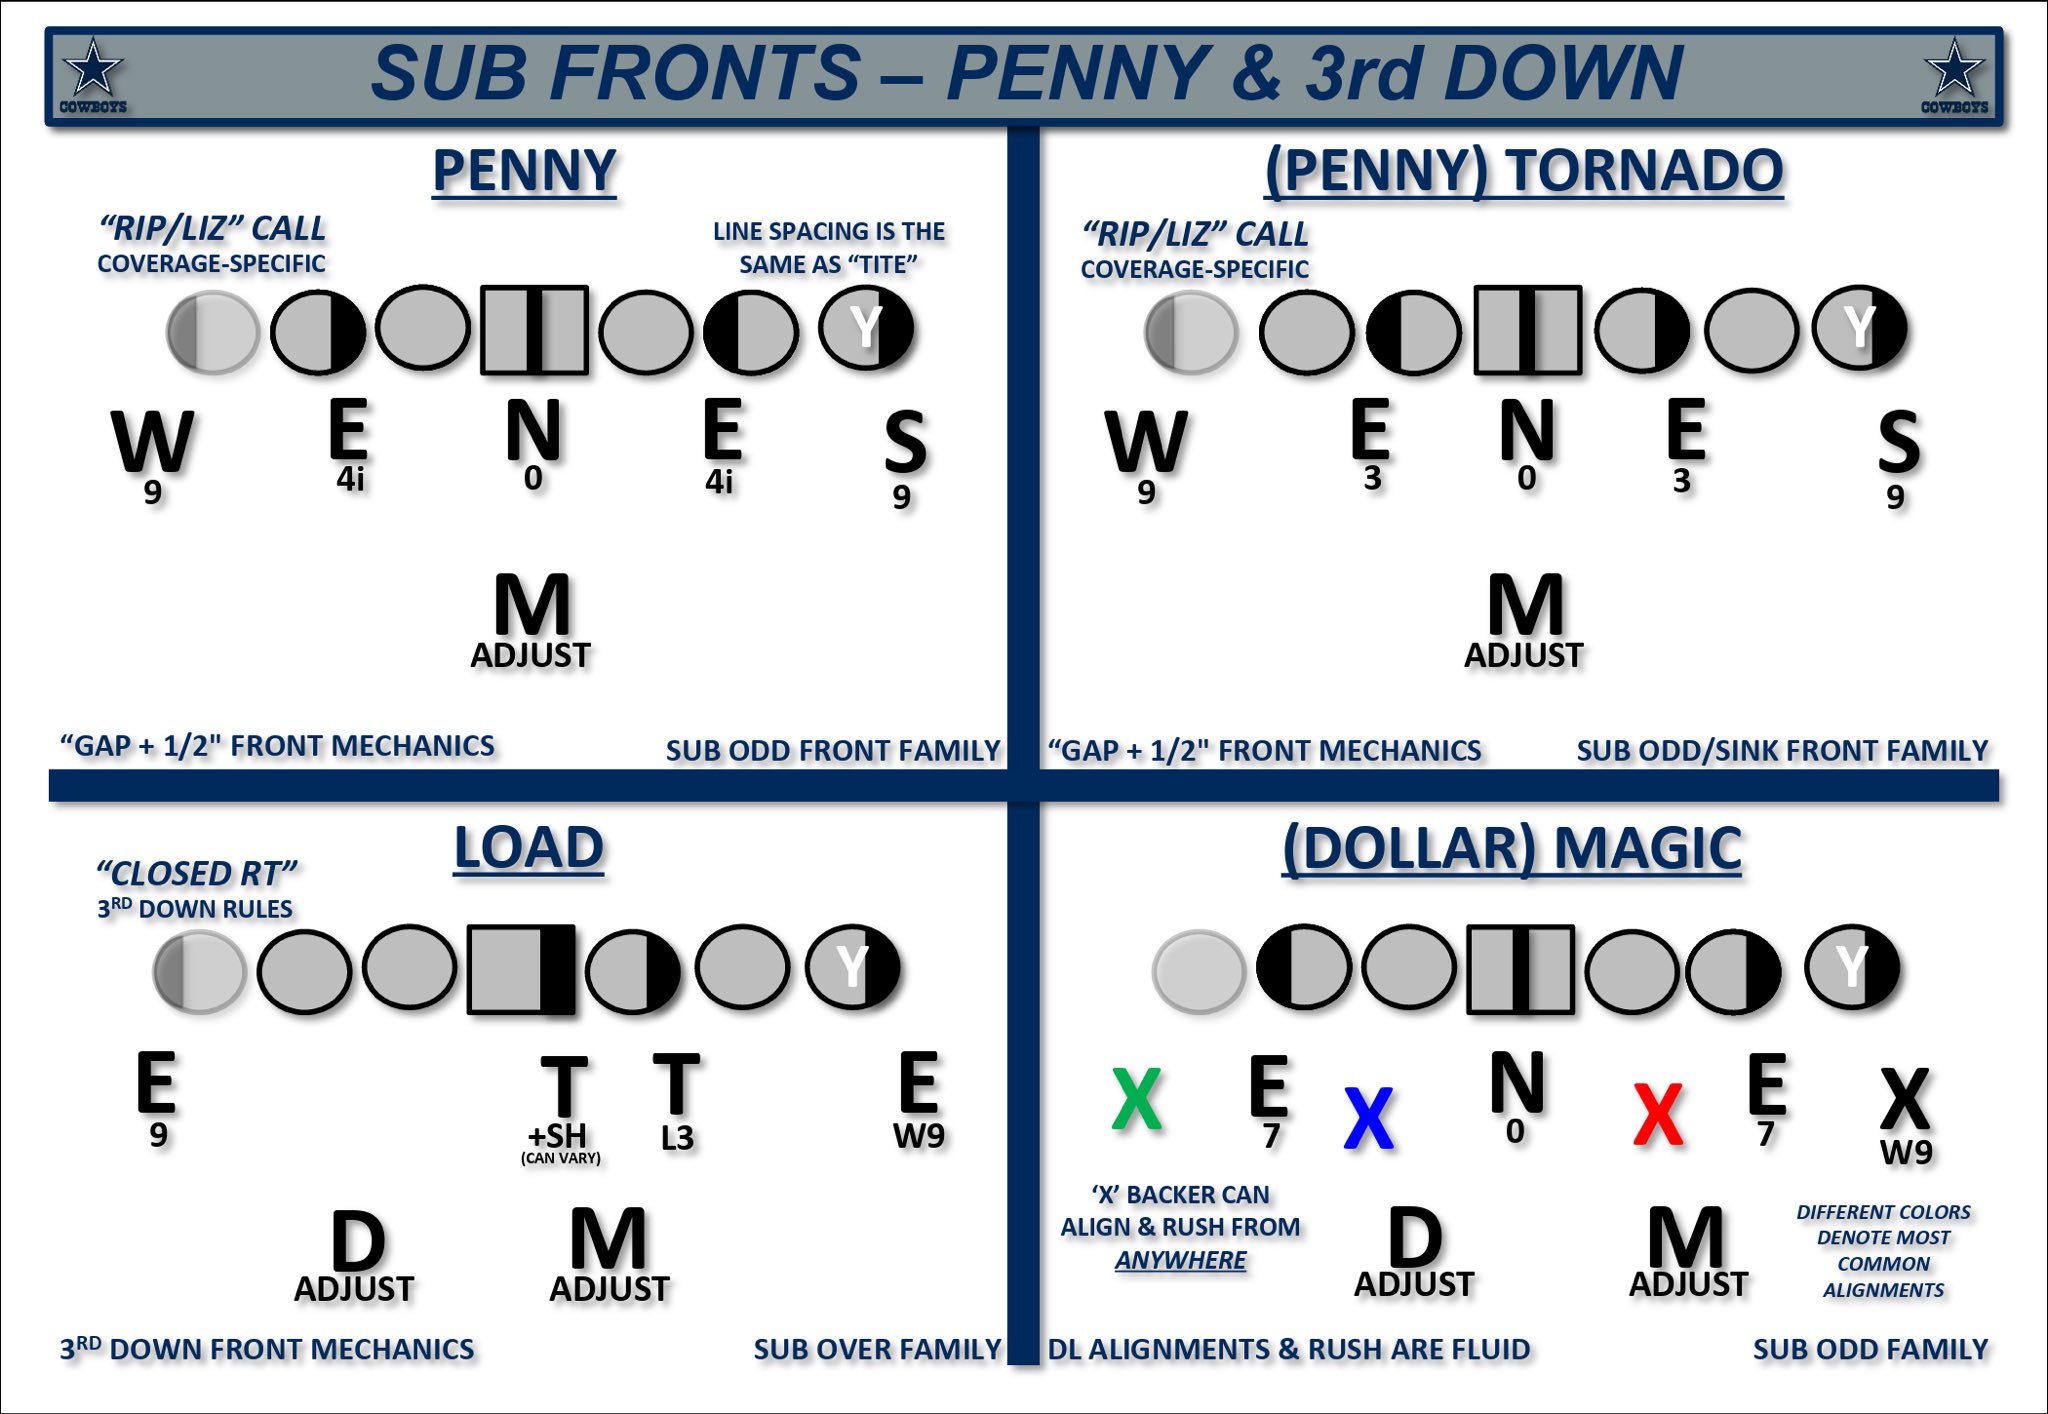 SUB FRONTS – PENNY & 3rd DOWN
COWBOYS
COWBOYS
PENNY
“RIP/LIZ” CALL
COVERAGE-SPECIFIC
LINE SPACING IS THE
SAME AS “TITE”
Y
W E N E S
9 4i 0 4i 9
M
ADJUST
“GAP + 1/2" FRONT MECHANICS
SUB ODD FRONT FAMILY
(PENNY) TORNADO
“RIP/LIZ” CALL
COVERAGE-SPECIFIC
Y
W E N E S
9 3 0 3 9
M
ADJUST
“GAP + 1/2" FRONT MECHANICS
SUB ODD/SINK FRONT FAMILY
LOAD
“CLOSED RT”
3RD DOWN RULES
Y
E T T E
9 +SH L3 W9
(CAN VARY)
D M
ADJUST ADJUST
3RD DOWN FRONT MECHANICS
SUB OVER FAMILY
(DOLLAR) MAGIC
Y
X E X N X E X
7 0 7 W9
‘X’ BACKER CAN
ALIGN & RUSH FROM
ANYWHERE
D M
ADJUST ADJUST
DIFFERENT COLORS
DENOTE MOST
COMMON
ALIGNMENTS
DL ALIGNMENTS & RUSH ARE FLUID
SUB ODD FAMILY